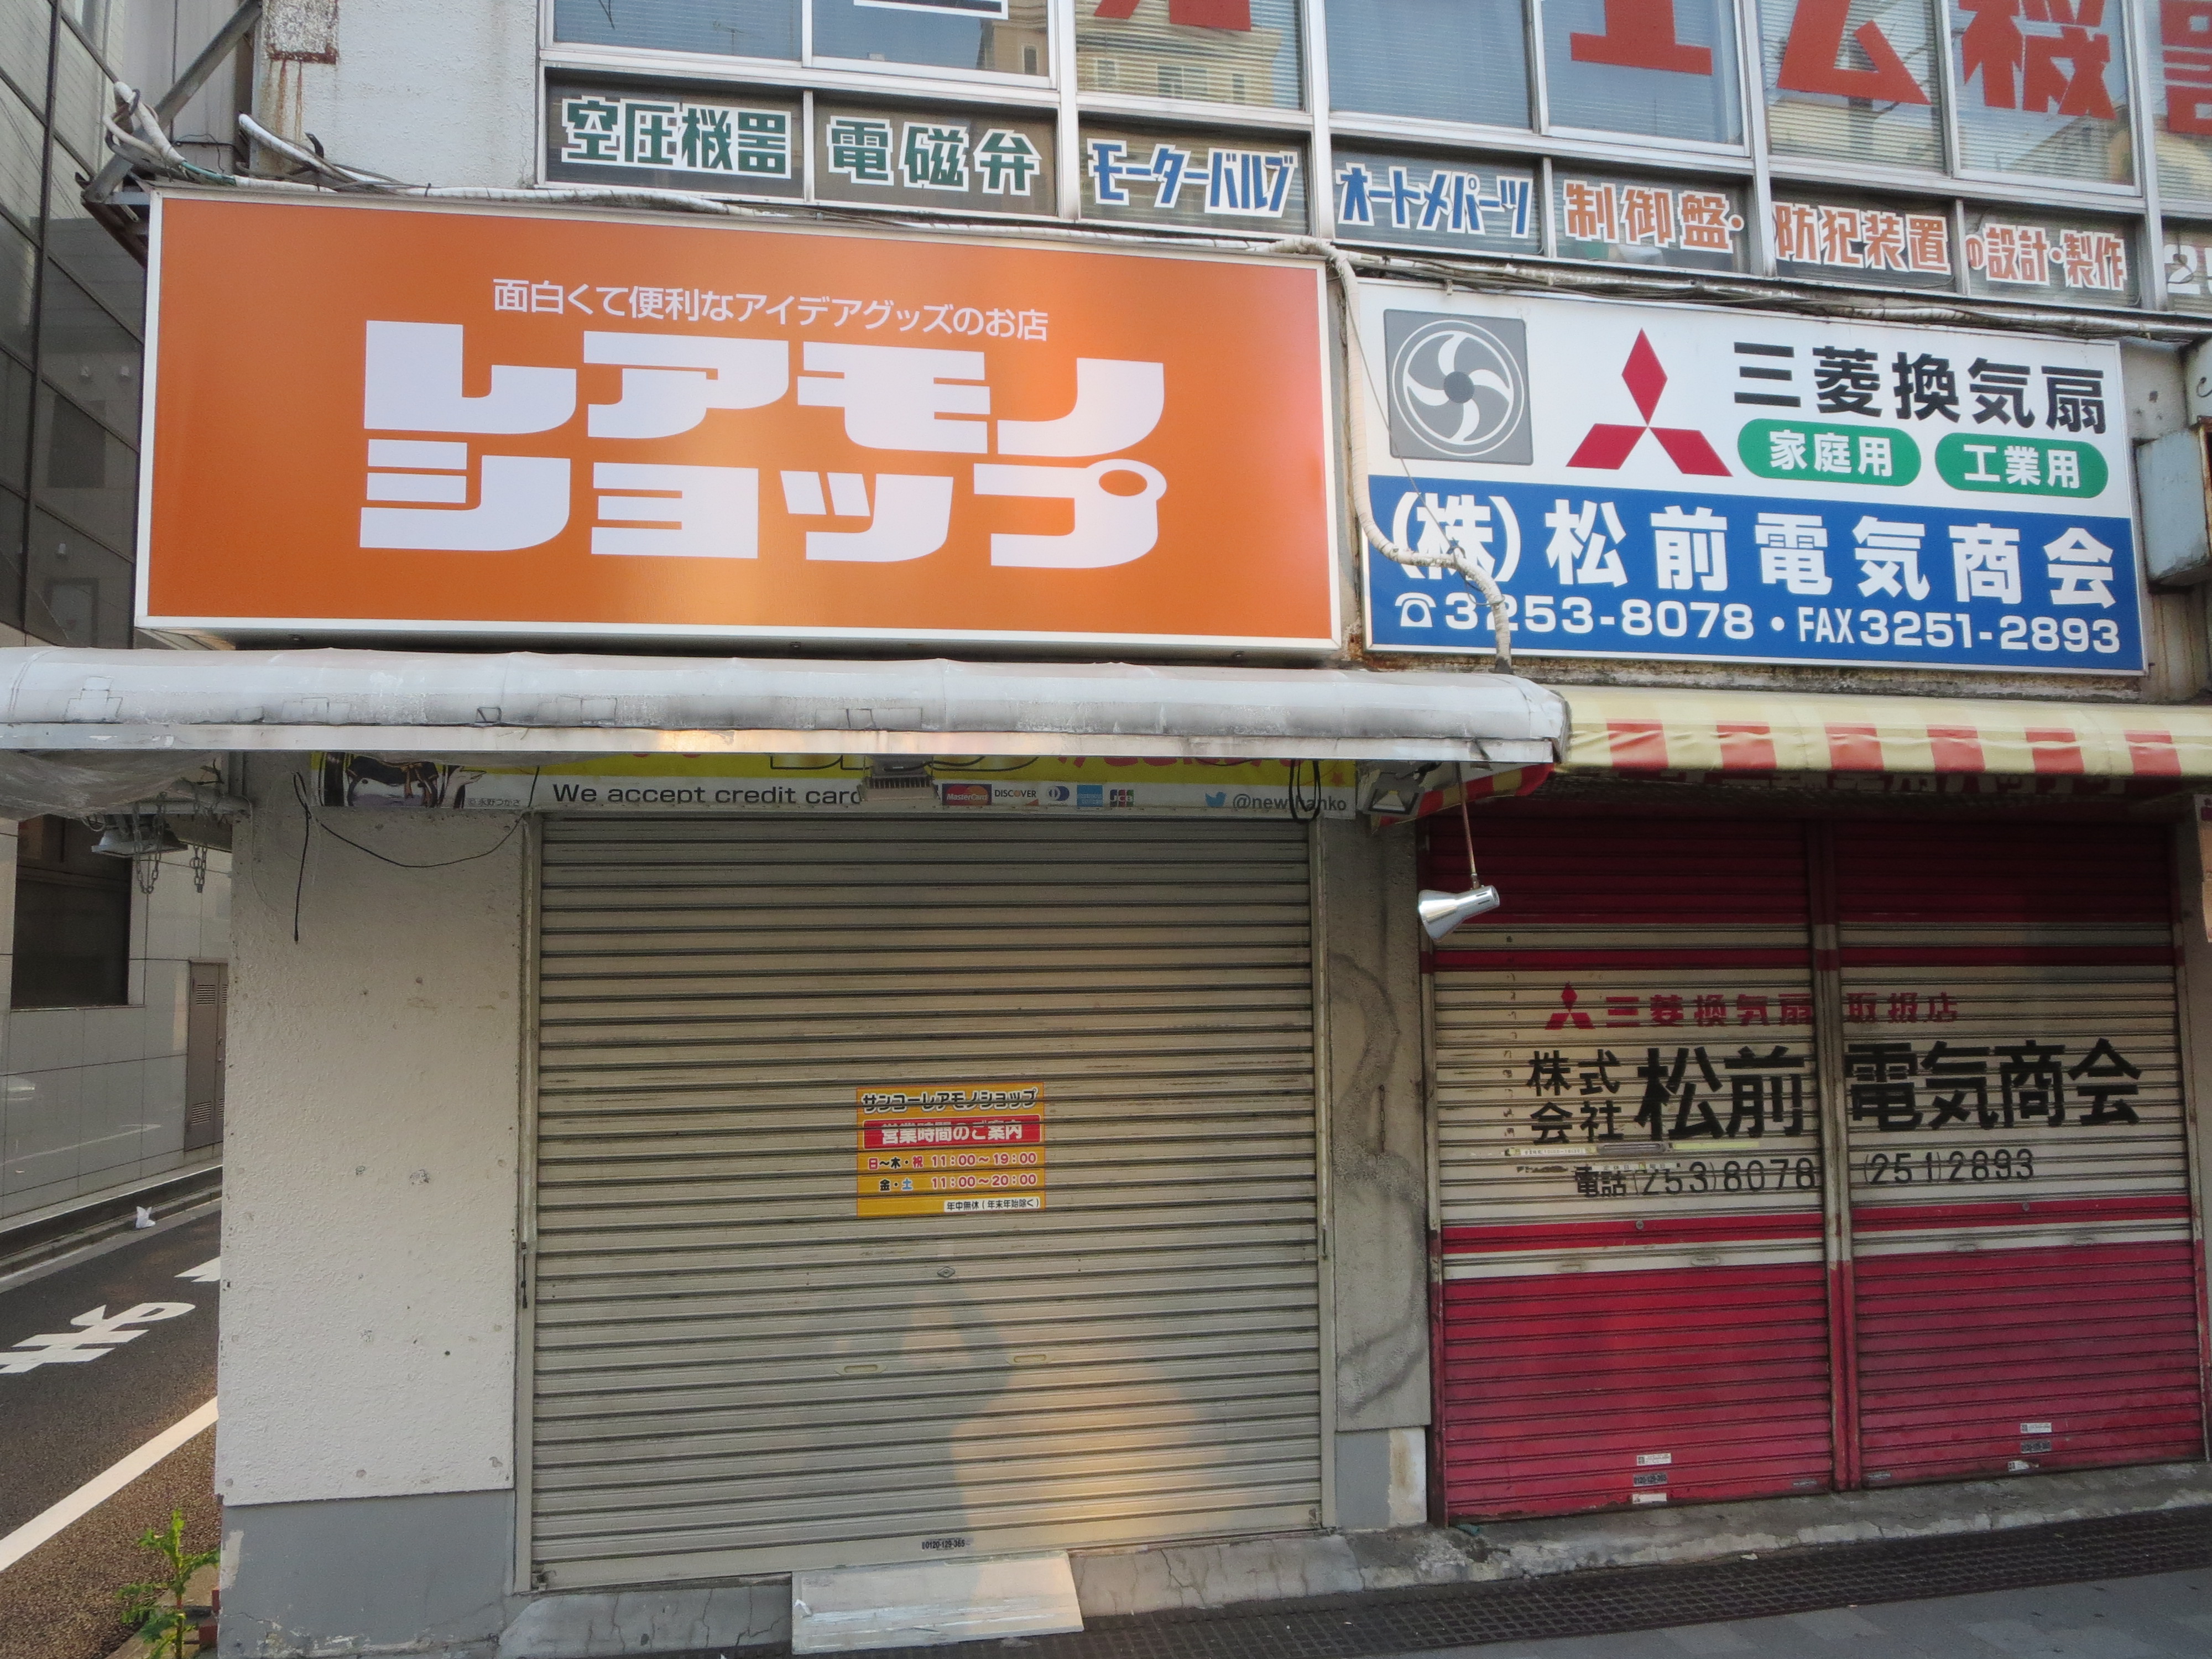 空圧機器
電磁弁
モーターバルブ
オートメパーツ
制御盤・防犯装置の設計・製作
面白くて便利なアイデアグッズのお店
レアモノ
ショップ
三菱換気扇
家庭用
工業用
(株)松前電気商会
☎3253-8078・FAX3251-2893
We accept credit card
MasterCard
DISCOVER
サンコーレアモノショップ
営業時間のご案内
日〜木・祝 11:00〜19:00
金・土 11:00〜20:00
年中無休(年末年始除く)
三菱換気扇取扱店
株式会社松前電気商会
電話(253)8078 (251)2893